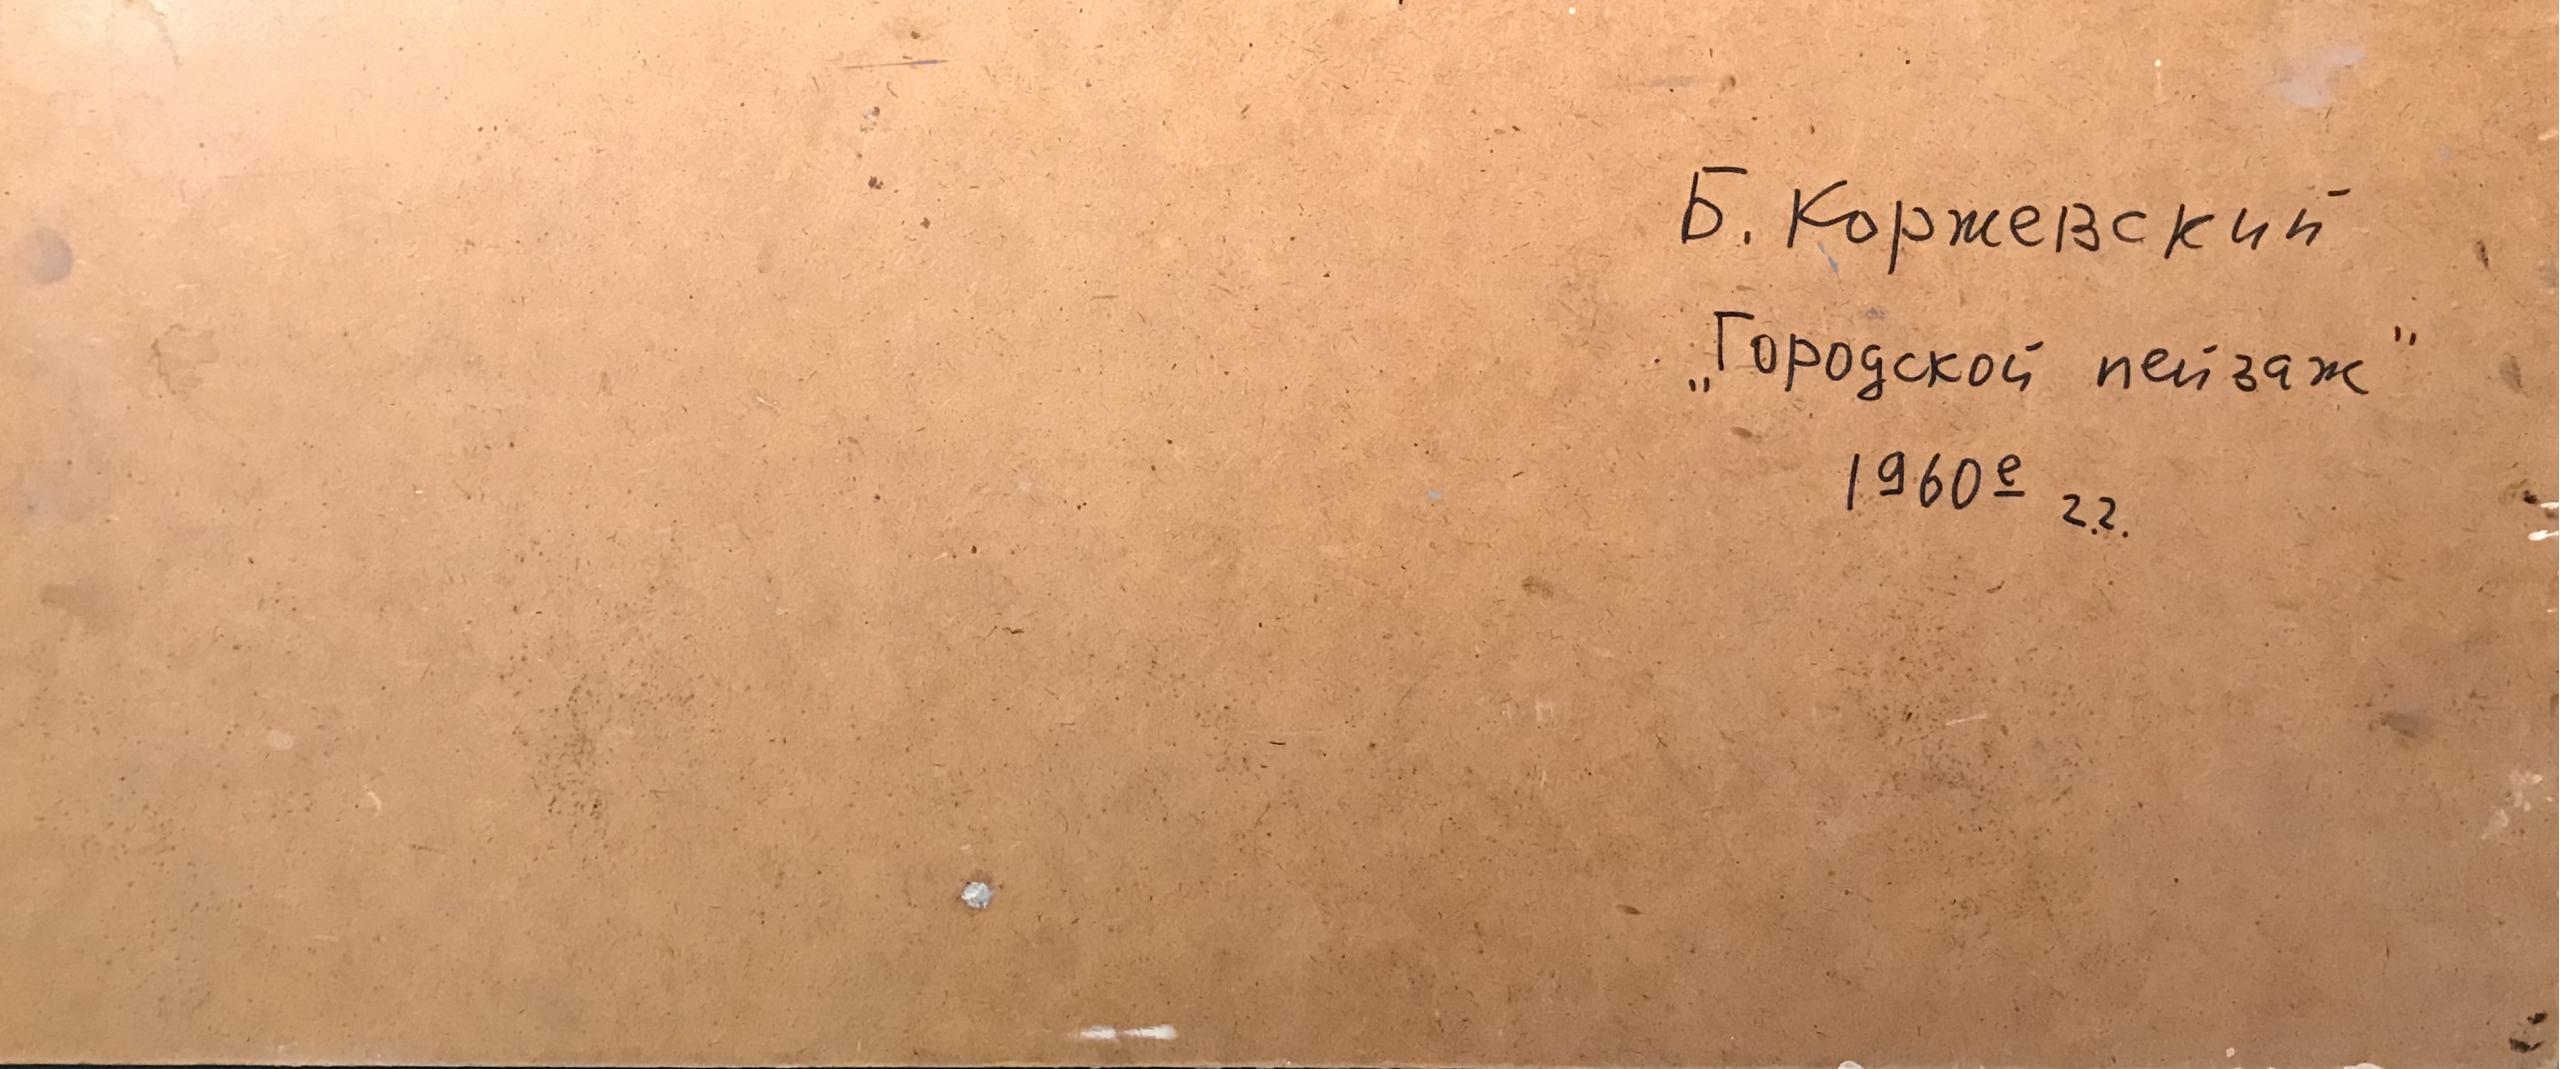 Б. Коржевский
„Городской пейзаж"
1960е г.г.